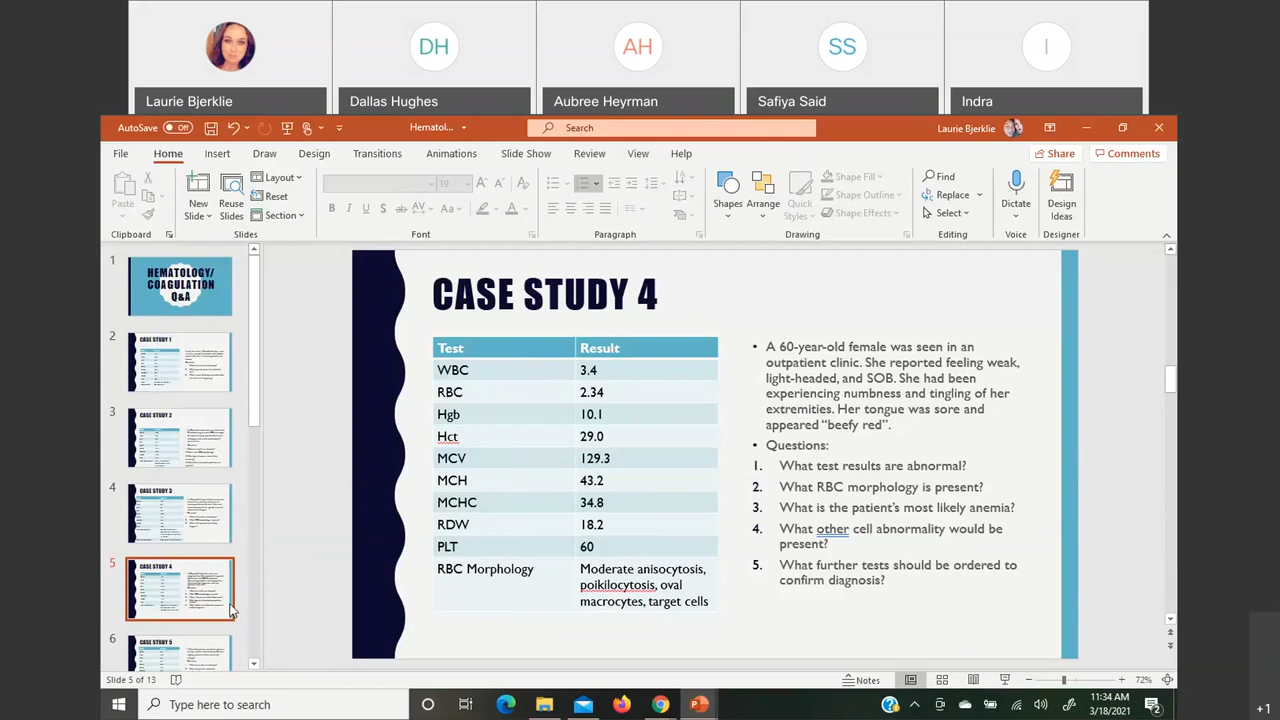 DH
AH
SS
I
Laurie Bjerklie
Dallas Hughes
Aubree Heyrman
Safiya Said
Indra
AutoSave
Off
Hematol...
Search
Laurie Bjerklie
File
Home
Insert
Draw
Design
Transitions
Animations
Slide Show
Review
View
Help
Share
Comments
Paste
New
Slide
Reuse
Slides
Layout
Reset
Section
19
Shapes
Arrange
Quick
Styles
Shape Fill
Shape Outline
Shape Effects
Find
Replace
Select
Dictate
Design
Ideas
Clipboard
Slides
Font
Paragraph
Drawing
Editing
Voice
Designer
1
HEMATOLOGY/
COAGULATION
Q&A
2
CASE STUDY 1
3
CASE STUDY 2
4
CASE STUDY 3
5
CASE STUDY 4
6
CASE STUDY 5
CASE STUDY 4
Test Result
WBC 3.4
RBC 2.34
Hgb 10.1
Hct 29.0
MCV 129.3
MCH 43.2
MCHC 34.8
RDW 18.2
PLT 60
RBC Morphology Moderate anisocytosis,
poikilocytosis, oval
macrocytes, target cells
• A 60-year-old female was seen in an
outpatient clinic. She reported feeling weak,
light-headed, and SOB. She had been
experiencing numbness and tingling of her
extremities. Her tongue was sore and
appeared “beefy red”.
• Questions:
1. What test results are abnormal?
2. What RBC morphology is present?
3. What is the patient’s most likely anemia?
4. What otter cell abnormality would be
present?
5. What further tests should be ordered to
confirm diagnosis?
Slide 5 of 13
Notes
72%
Type here to search
11:34 AM
3/18/2021
2
+1